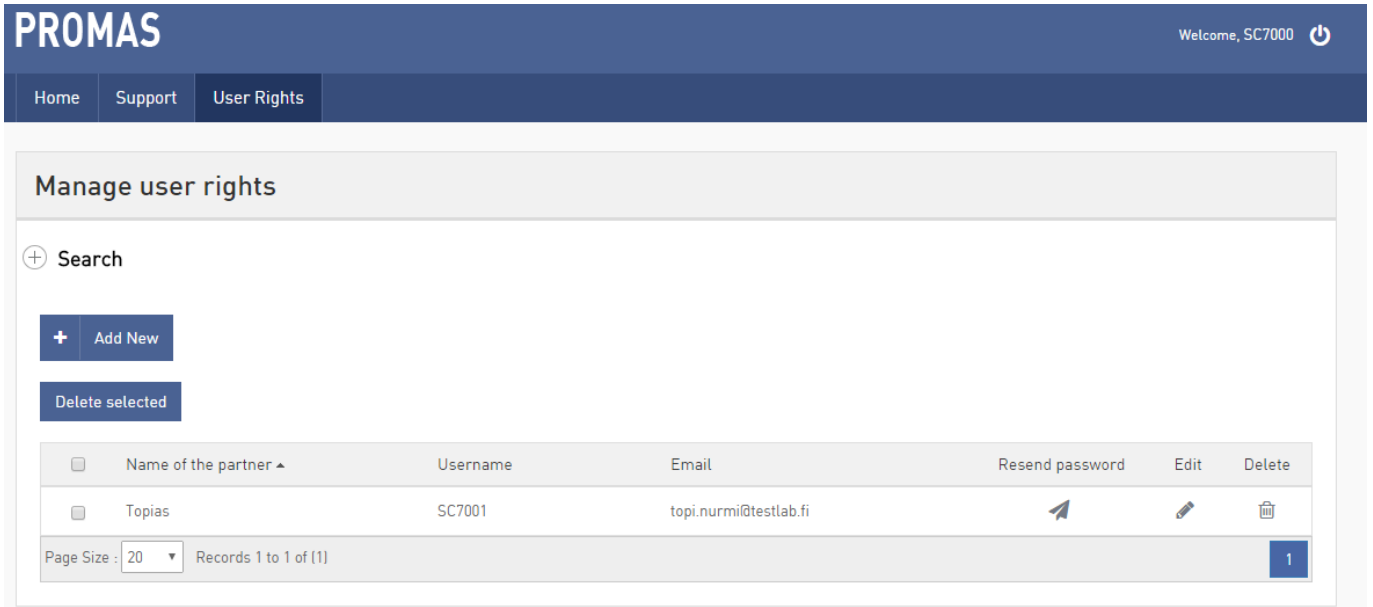 PROMAS
Welcome, SC7000
Home Support User Rights
Manage user rights
Search
Add New
Delete selected
Name of the partner Username Email Resend password Edit Delete
Topias SC7001 topi.nurmi@testlab.fi
Page Size : 20 Records 1 to 1 of (1) 1